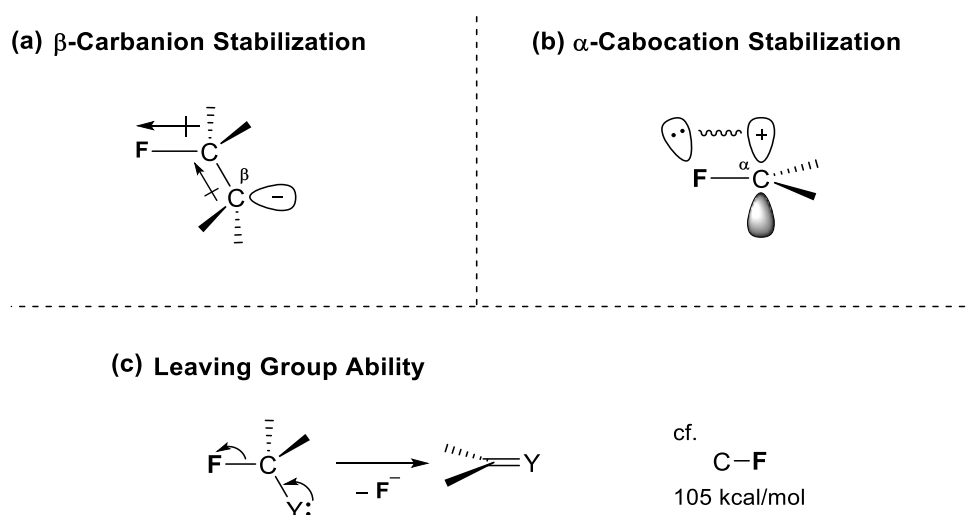 (a) β-Carbanion Stabilization
(b) α-Cabocation Stabilization
F
C
β
C
−
+
α
F
C
(c) Leaving Group Ability
F
C
Y:
− F⁻
Y
cf.
C−F
105 kcal/mol